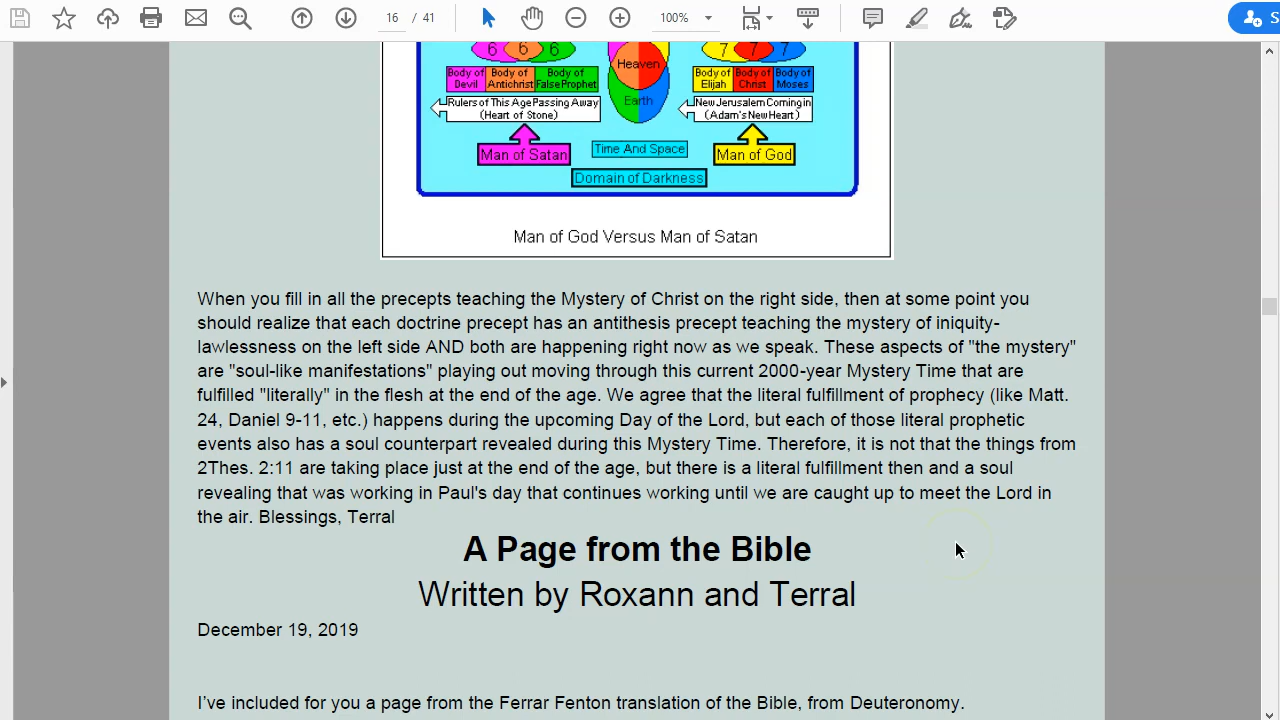 16 / 41
100%
S
6 6 6
Heaven
Earth
7 7 7
Body of Devil
Body of Antichrist
Body of FalseProphet
Body of Elijah
Body of Christ
Body of Moses
Rulers of This Age Passing Away
(Heart of Stone)
New Jerusalem Coming in
(Adam's New Heart)
Man of Satan
Time And Space
Man of God
Domain of Darkness
Man of God Versus Man of Satan
When you fill in all the precepts teaching the Mystery of Christ on the right side, then at some point you
should realize that each doctrine precept has an antithesis precept teaching the mystery of iniquity-
lawlessness on the left side AND both are happening right now as we speak. These aspects of "the mystery"
are "soul-like manifestations" playing out moving through this current 2000-year Mystery Time that are
fulfilled "literally" in the flesh at the end of the age. We agree that the literal fulfillment of prophecy (like Matt.
24, Daniel 9-11, etc.) happens during the upcoming Day of the Lord, but each of those literal prophetic
events also has a soul counterpart revealed during this Mystery Time. Therefore, it is not that the things from
2Thes. 2:11 are taking place just at the end of the age, but there is a literal fulfillment then and a soul
revealing that was working in Paul's day that continues working until we are caught up to meet the Lord in
the air. Blessings, Terral
A Page from the Bible
Written by Roxann and Terral
December 19, 2019
I've included for you a page from the Ferrar Fenton translation of the Bible, from Deuteronomy.